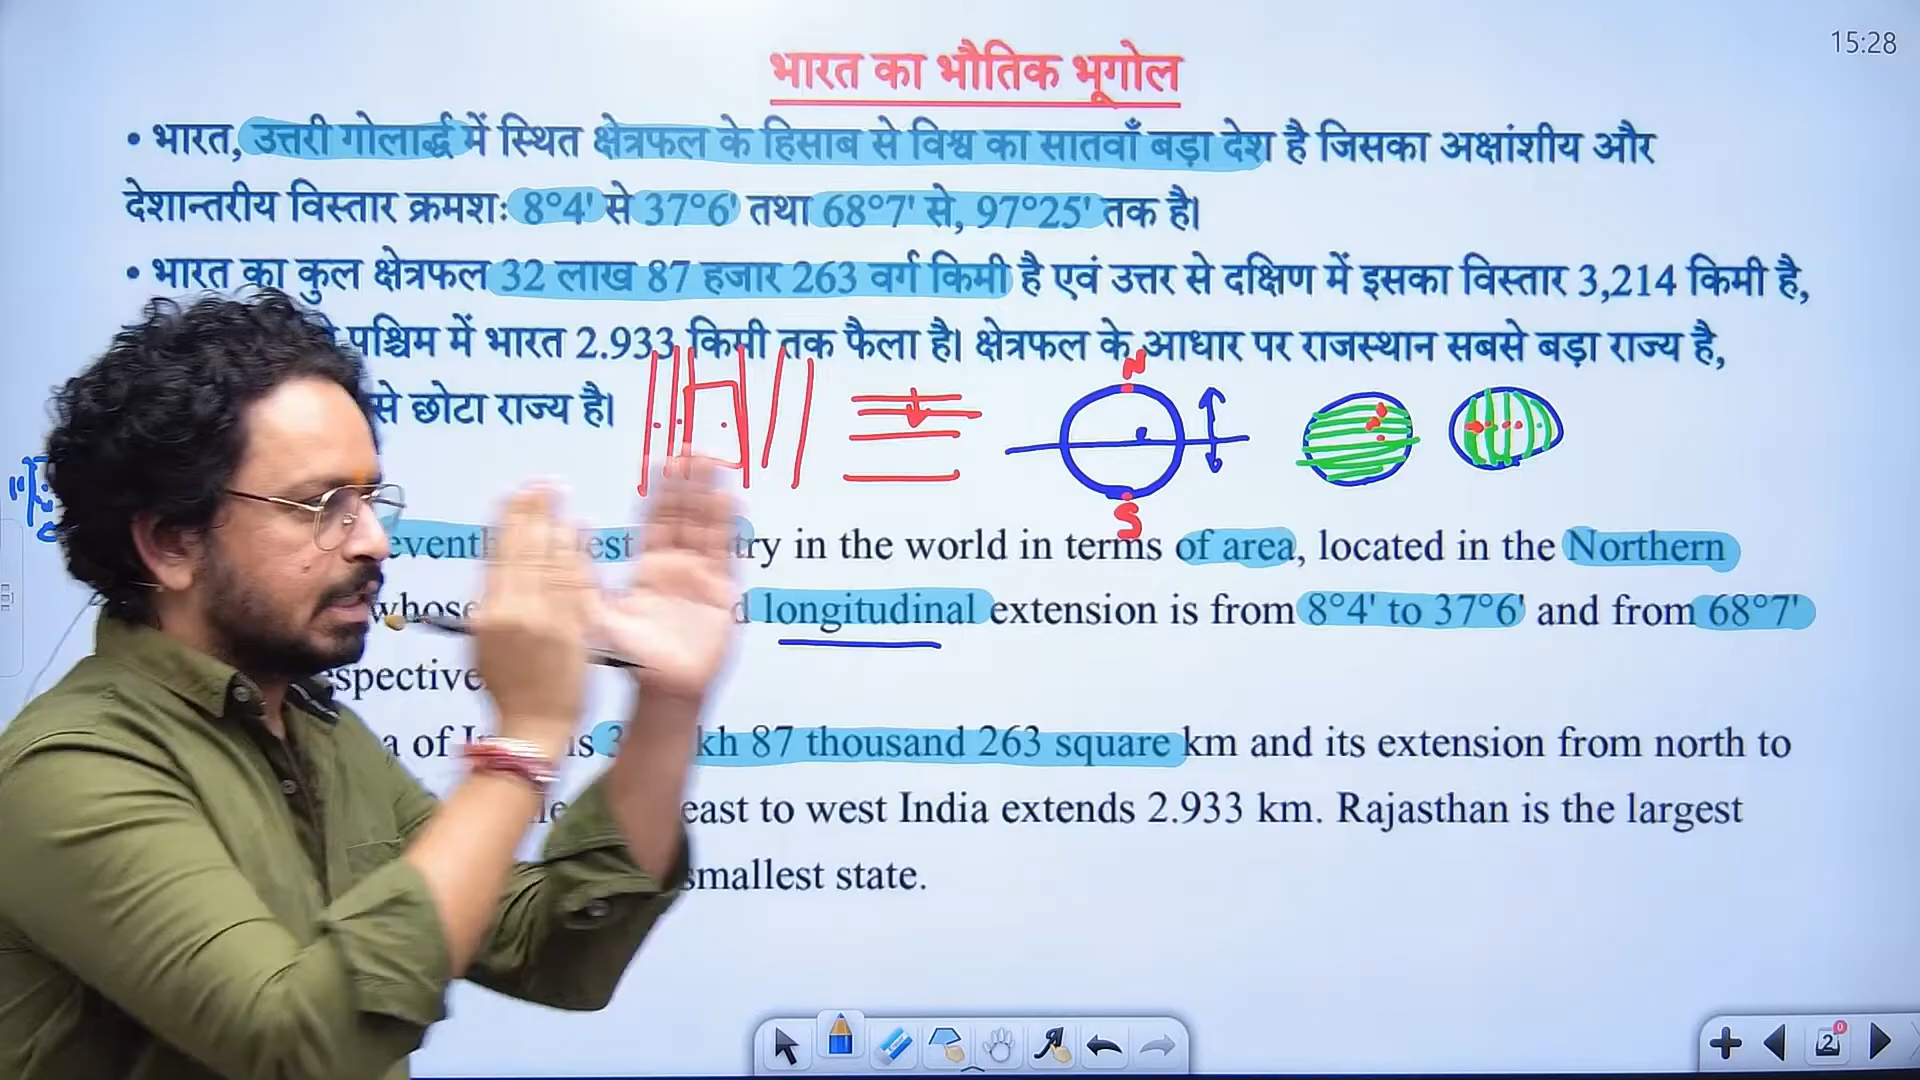 15:28
भारत का भौतिक भूगोल
• भारत, उत्तरी गोलार्द्ध में स्थित क्षेत्रफल के हिसाब से विश्व का सातवाँ बड़ा देश है जिसका अक्षांशीय और
देशान्तरीय विस्तार क्रमशः 8°4' से 37°6' तथा 68°7' से, 97°25' तक है।
• भारत का कुल क्षेत्रफल 32 लाख 87 हजार 263 वर्ग किमी है एवं उत्तर से दक्षिण में इसका विस्तार 3,214 किमी है,
पश्चिम में भारत 2.933 किमी तक फैला है। क्षेत्रफल के आधार पर राजस्थान सबसे बड़ा राज्य है,
से छोटा राज्य है।
N
S
try in the world in terms of area, located in the Northern
whose longitudinal extension is from 8°4' to 37°6' and from 68°7'
spective
a of is 3 kh 87 thousand 263 square km and its extension from north to
east to west India extends 2.933 km. Rajasthan is the largest
smallest state.
2
0